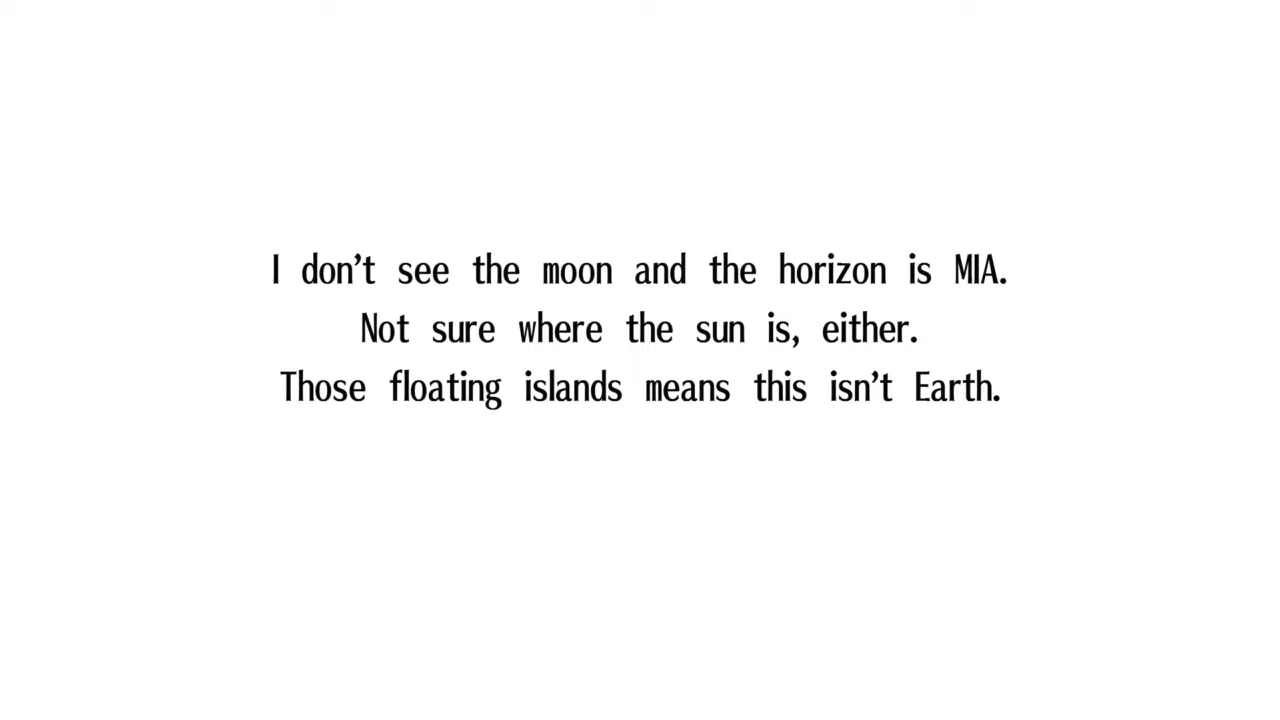 I don’t see the moon and the horizon is MIA.
Not sure where the sun is, either.
Those floating islands means this isn’t Earth.